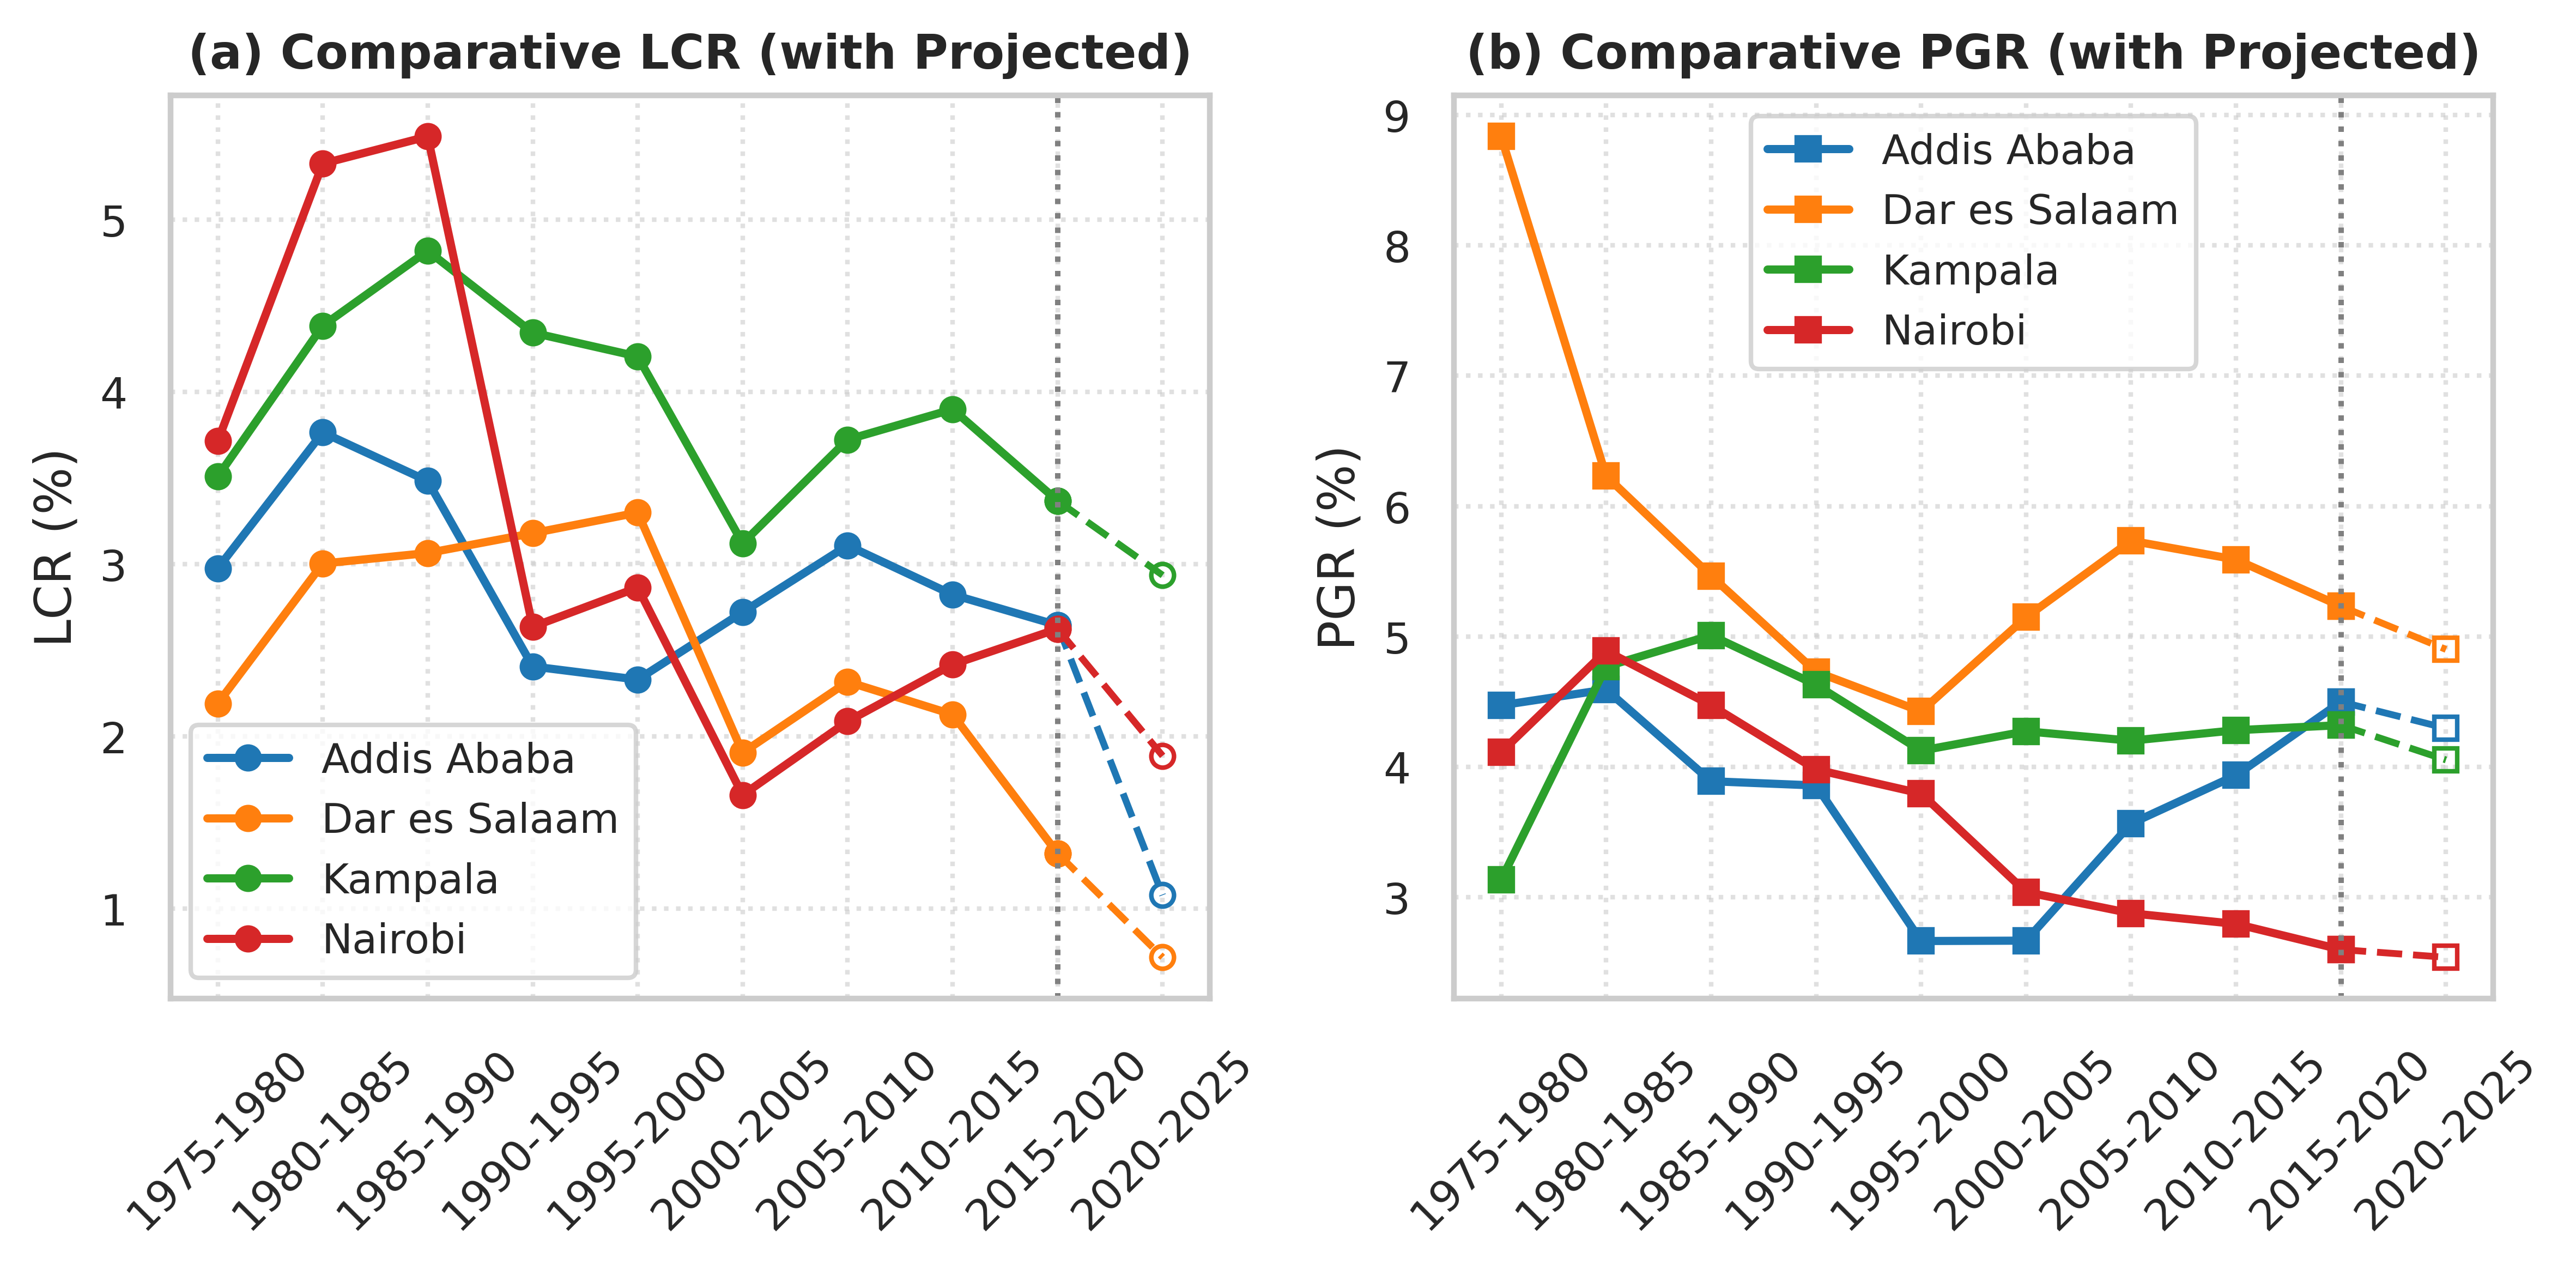 (a) Comparative LCR (with Projected)
LCR (%)
5
4
3
2
1
Addis Ababa
Dar es Salaam
Kampala
Nairobi
1975-1980
1980-1985
1985-1990
1990-1995
1995-2000
2000-2005
2005-2010
2010-2015
2015-2020
2020-2025
(b) Comparative PGR (with Projected)
PGR (%)
9
8
7
6
5
4
3
Addis Ababa
Dar es Salaam
Kampala
Nairobi
1975-1980
1980-1985
1985-1990
1990-1995
1995-2000
2000-2005
2005-2010
2010-2015
2015-2020
2020-2025